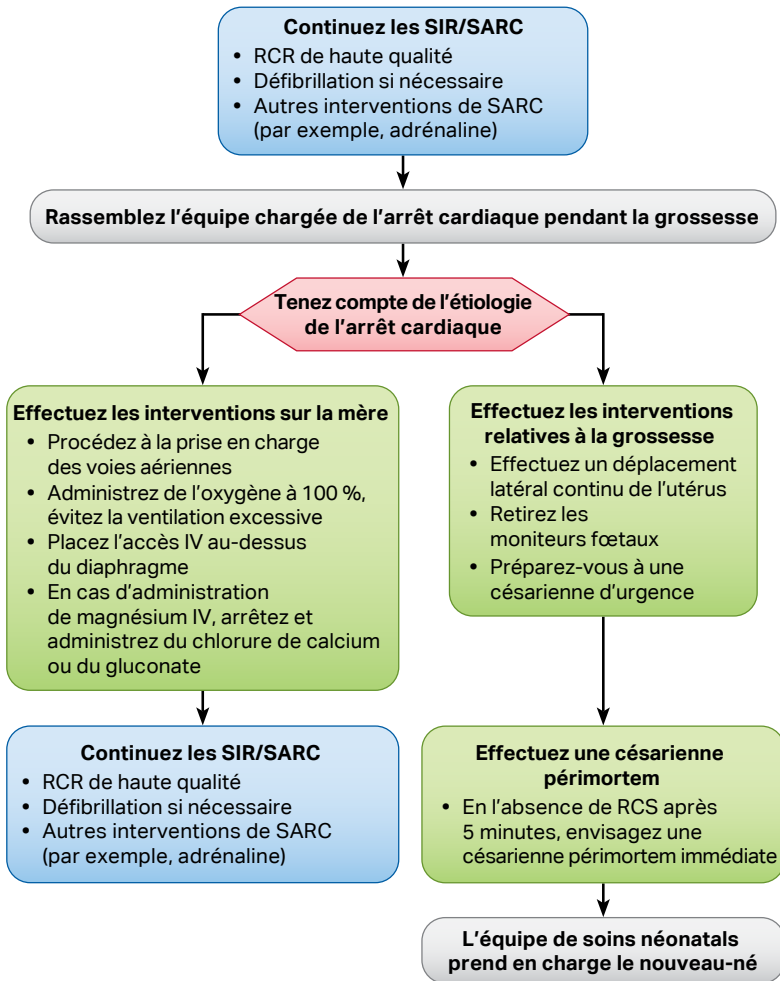 Continuez les SIR/SARC
• RCR de haute qualité
• Défibrillation si nécessaire
• Autres interventions de SARC
(par exemple, adrénaline)
Rassemblez l'équipe chargée de l'arrêt cardiaque pendant la grossesse
Tenez compte de l'étiologie
de l'arrêt cardiaque
Effectuez les interventions sur la mère
• Procédez à la prise en charge
des voies aériennes
• Administrez de l'oxygène à 100 %,
évitez la ventilation excessive
• Placez l'accès IV au-dessus
du diaphragme
• En cas d'administration
de magnésium IV, arrêtez et
administrez du chlorure de calcium
ou du gluconate
Continuez les SIR/SARC
• RCR de haute qualité
• Défibrillation si nécessaire
• Autres interventions de SARC
(par exemple, adrénaline)
Effectuez les interventions
relatives à la grossesse
• Effectuez un déplacement
latéral continu de l'utérus
• Retirez les
moniteurs fœtaux
• Préparez-vous à une
césarienne d'urgence
Effectuez une césarienne
périmortem
• En l'absence de RCS après
5 minutes, envisagez une
césarienne périmortem immédiate
L'équipe de soins néonatals
prend en charge le nouveau-né